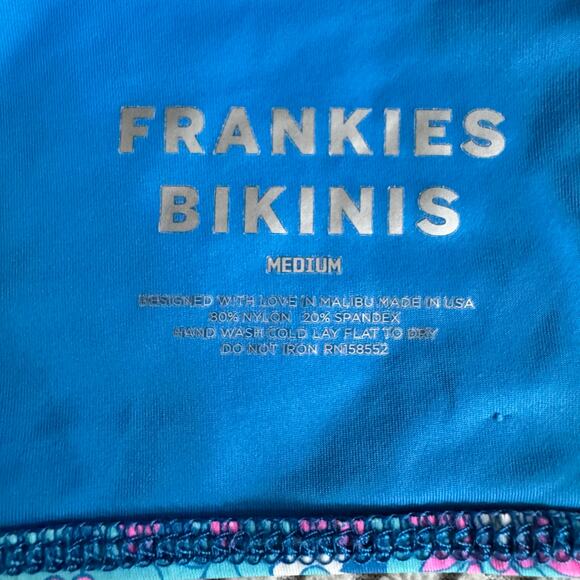 FRANKIES
BIKINIS
MEDIUM
DESIGNED WITH LOVE IN MALIBU.MADE IN USA
80% NYLON 20% SPANDEX
HAND WASH COLD LAY FLAT TO DRY
DO NOT IRON RN158552